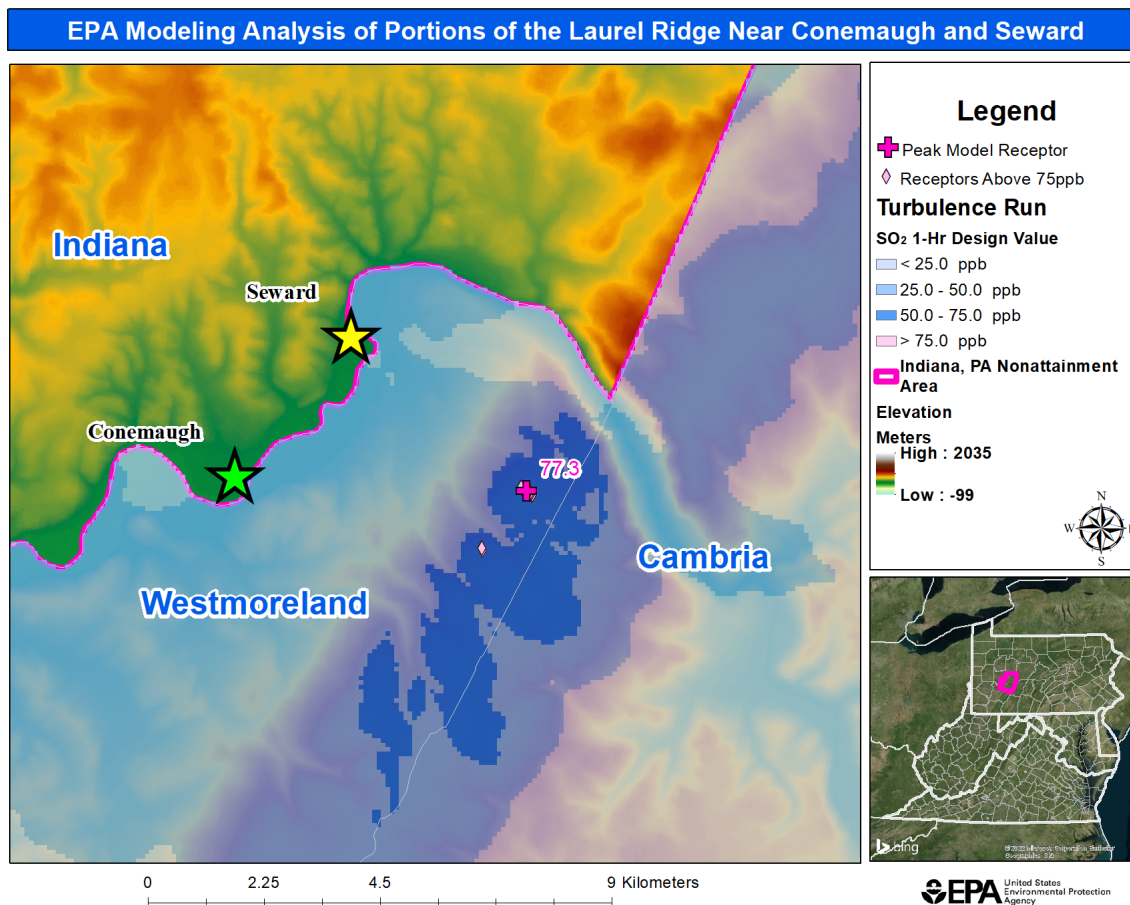 EPA Modeling Analysis of Portions of the Laurel Ridge Near Conemaugh and Seward
Indiana
Seward
Conemaugh
77.3
Cambria
Westmoreland
Legend
Peak Model Receptor
Receptors Above 75ppb
Turbulence Run
SO₂ 1-Hr Design Value
< 25.0 ppb
25.0 - 50.0 ppb
50.0 - 75.0 ppb
> 75.0 ppb
Indiana, PA Nonattainment
Area
Elevation
Meters
High : 2035
Low : -99
N
W
S
bing
0 2.25 4.5 9 Kilometers
EPA
United States
Environmental Protection
Agency